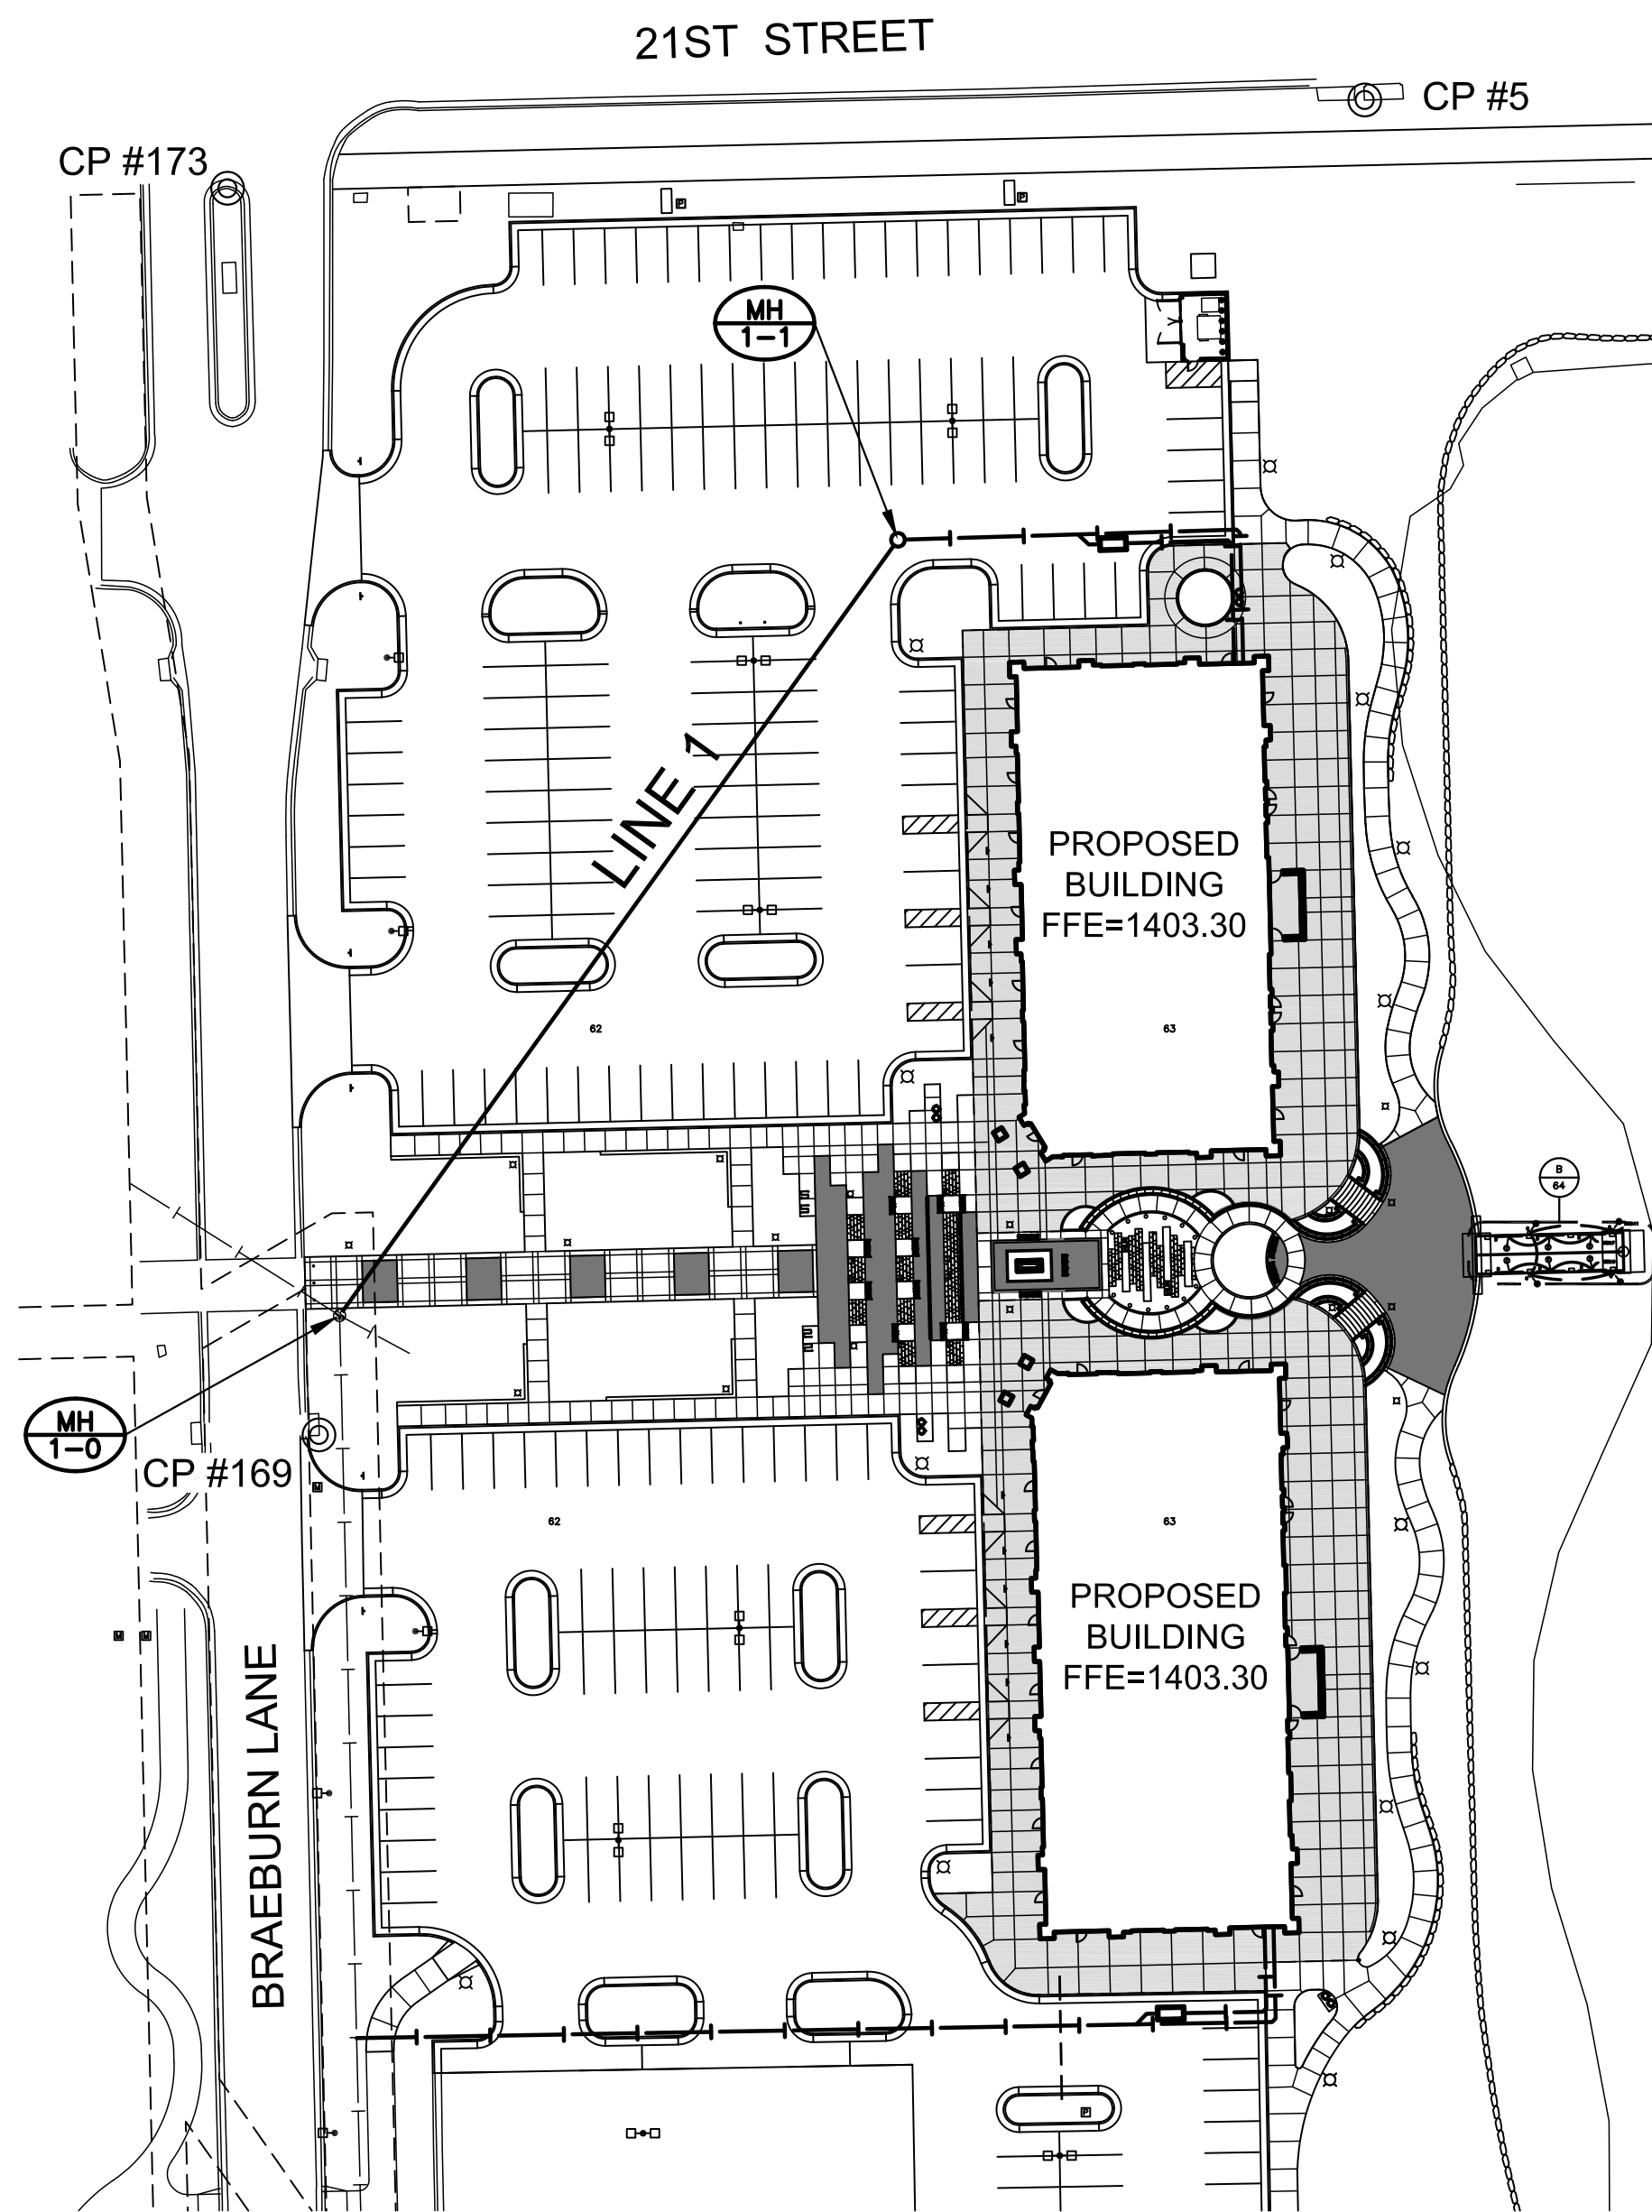 21ST STREET
CP #5
CP #173
P
P
MH
1-1
LINE 1
PROPOSED
BUILDING
FFE=1403.30
62
63
B
64
MH
1-0
CP #169
M
62
63
PROPOSED
BUILDING
FFE=1403.30
M
M
BRAEBURN LANE
P